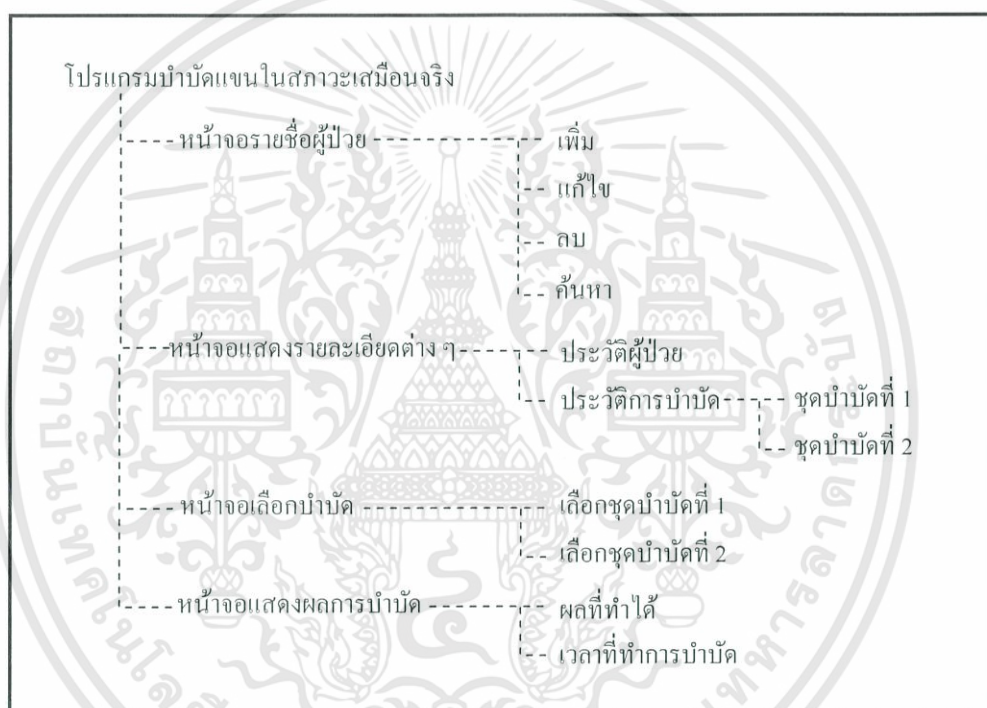 โปรแกรมบำบัดแขนในสภาวะเสมือนจริง
หน้าจอรายชื่อผู้ป่วย เพิ่ม
แก้ไข
ลบ
ค้นหา
หน้าจอแสดงรายละเอียดต่าง ๆ ประวัติผู้ป่วย
ประวัติการบำบัด ชุดบำบัดที่ 1
ชุดบำบัดที่ 2
หน้าจอเลือกบำบัด เลือกชุดบำบัดที่ 1
เลือกชุดบำบัดที่ 2
หน้าจอแสดงผลการบำบัด ผลที่ทำได้
เวลาที่ทำการบำบัด